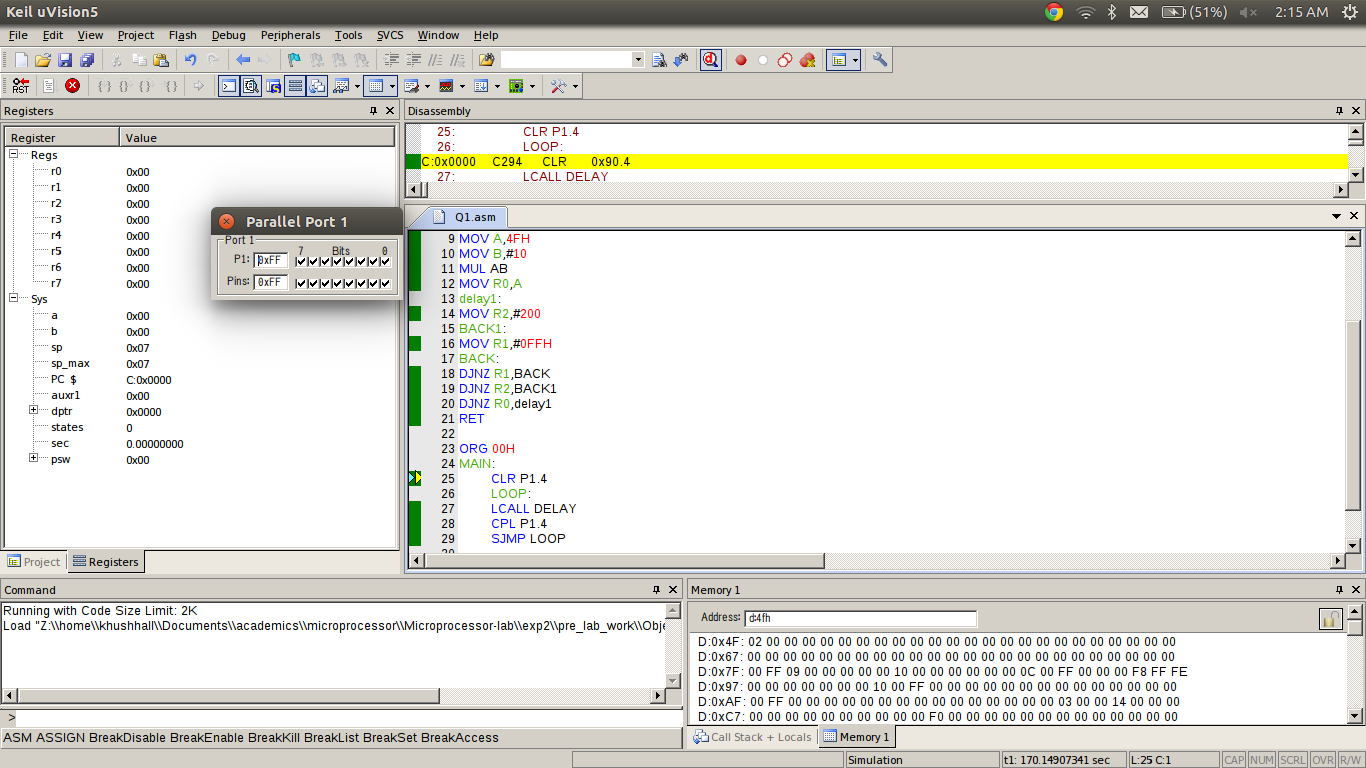 Keil uVision5
(51%)
2:15 AM
File Edit View Project Flash Debug Peripherals Tools SVCS Window Help
RST
Registers
Register Value
Regs
r0 0x00
r1 0x00
r2 0x00
r3 0x00
r4 0x00
r5 0x00
r6 0x00
r7 0x00
Sys
a 0x00
b 0x00
sp 0x07
sp_max 0x07
PC $ C:0x0000
auxr1 0x00
dptr 0x0000
states 0
sec 0.00000000
psw 0x00
Project Registers
Parallel Port 1
Port 1
7 Bits 0
P1: 0xFF
Pins: 0xFF
Disassembly
25: CLR P1.4
26: LOOP:
C:0x0000 C294 CLR 0x90.4
27: LCALL DELAY
Q1.asm
9 MOV A,4FH
10 MOV B,#10
11 MUL AB
12 MOV R0,A
13 delay1:
14 MOV R2,#200
15 BACK1:
16 MOV R1,#0FFH
17 BACK:
18 DJNZ R1,BACK
19 DJNZ R2,BACK1
20 DJNZ R0,delay1
21 RET
22
23 ORG 00H
24 MAIN:
25 CLR P1.4
26 LOOP:
27 LCALL DELAY
28 CPL P1.4
29 SJMP LOOP
Command
Running with Code Size Limit: 2K
Load "Z:\\home\\khushhall\\Documents\\academics\\microprocessor\\Microprocessor-lab\\exp2\\pre_lab_work\\Obje
>
ASM ASSIGN BreakDisable BreakEnable BreakKill BreakList BreakSet BreakAccess
Memory 1
Address: d:4fh
D:0x4F: 02 00 00 00 00 00 00 00 00 00 00 00 00 00 00 00 00 00 00 00 00 00 00 00
D:0x67: 00 00 00 00 00 00 00 00 00 00 00 00 00 00 00 00 00 00 00 00 00 00 00 00
D:0x7F: 00 FF 09 00 00 00 00 00 10 00 00 00 00 00 00 0C 00 FF 00 00 00 F8 FF FE
D:0x97: 00 00 00 00 00 00 00 10 00 FF 00 00 00 00 00 00 00 00 00 00 00 00 00 00
D:0xAF: 00 FF 00 00 00 00 00 00 00 00 00 00 00 00 00 00 00 03 00 00 14 00 00 00
D:0xC7: 00 00 00 00 00 00 00 00 00 F0 00 00 00 00 00 00 00 00 00 00 00 00 00 00
Call Stack + Locals Memory 1
Simulation t1: 170.14907341 sec L:25 C:1 CAP NUM SCRL OVR R/W